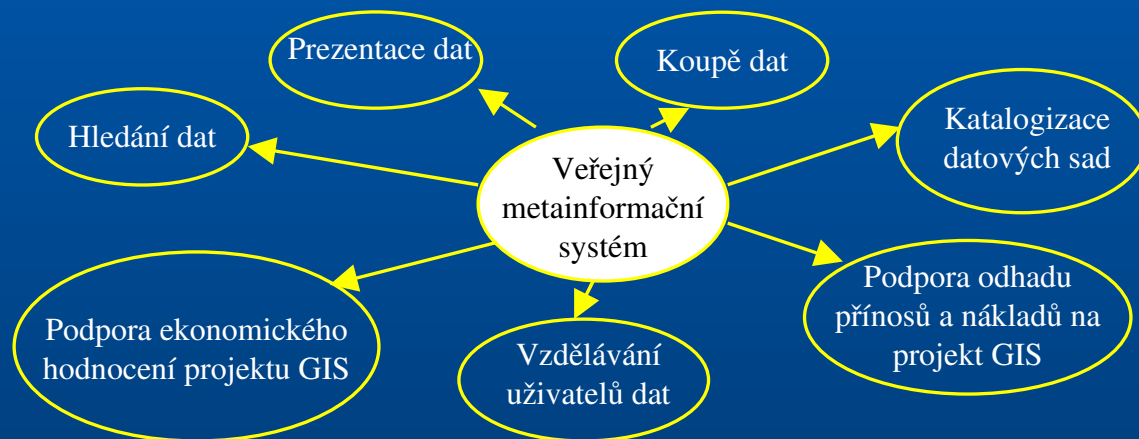 Prezentace dat
Koupě dat
Hledání dat
Katalogizace
datových sad
Veřejný
metainformační
systém
Podpora ekonomického
hodnocení projektu GIS
Vzdělávání
uživatelů dat
Podpora odhadu
přínosů a nákladů na
projekt GIS